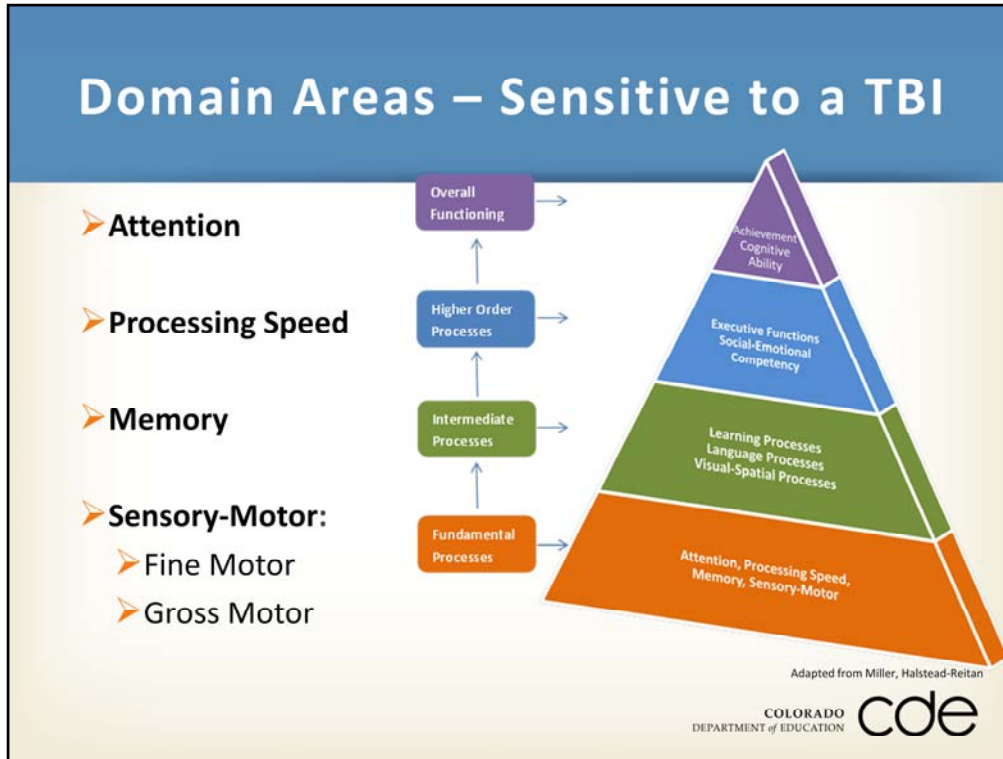 Domain Areas – Sensitive to a TBI
➢Attention
➢Processing Speed
➢Memory
➢Sensory-Motor:
➢Fine Motor
➢Gross Motor
Overall
Functioning
Higher Order
Processes
Intermediate
Processes
Fundamental
Processes
Achievement
Cognitive
Ability
Executive Functions
Social-Emotional
Competency
Learning Processes
Language Processes
Visual-Spatial Processes
Attention, Processing Speed,
Memory, Sensory-Motor
Adapted from Miller, Halstead-Reitan
COLORADO
DEPARTMENT of EDUCATION
cde